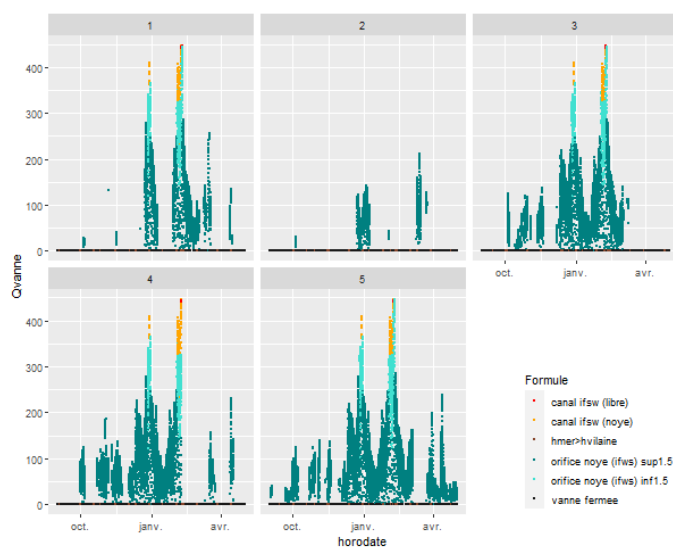 1
2
3
400
300
200
100
0
oct.
janv.
avr.
Qvanne
4
5
400
300
200
100
0
oct.
janv.
avr.
oct.
janv.
avr.
horodate
Formule
canal ifsw (libre)
canal ifsw (noye)
hmer>hvilaine
orifice noye (ifws) sup1.5
orifice noye (ifws) inf1.5
vanne fermee